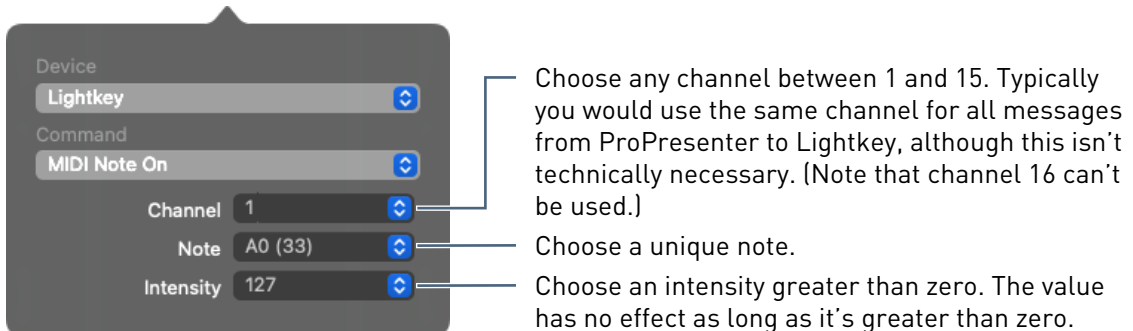 Device
Lightkey
Command
MIDI Note On
Channel 1
Note A0 (33)
Intensity 127
Choose any channel between 1 and 15. Typically
you would use the same channel for all messages
from ProPresenter to Lightkey, although this isn’t
technically necessary. (Note that channel 16 can’t
be used.)
Choose a unique note.
Choose an intensity greater than zero. The value
has no effect as long as it’s greater than zero.